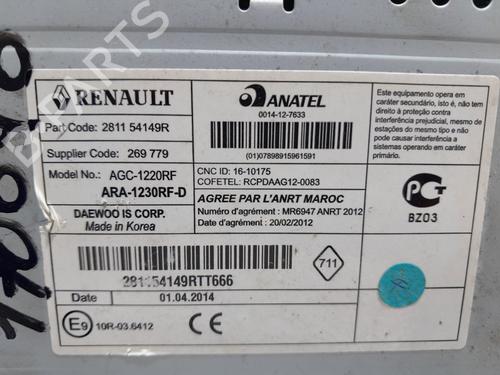 RENAULT
Part Code: 2811 54149R
Supplier Code: 269 779
Model No.: AGC-1220RF
ARA-1230RF-D
DAEWOO IS CORP.
Made in Korea
ANATEL
0014-12-7633
(01)07898915961591
CNC ID: 16-10175
COFETEL: RCPDAAG12-0083
AGREE PAR L'ANRT MAROC
Numéro d'agrément : MR6947 ANRT 2012
Date d'agrément : 20/02/2012
Este equipamento opera em
caráter secundário, isto é, não
tem direito a proteção contra
interferência prejudicial, mesmo de
estações do mesmo tipo e não
pode causar interferência a
sistemas operando em caráter
primário.
PCT
BZ03
281154149RTT666
711
Date 01.04.2014
E9 10R-03.6412
CE
B-PARTS